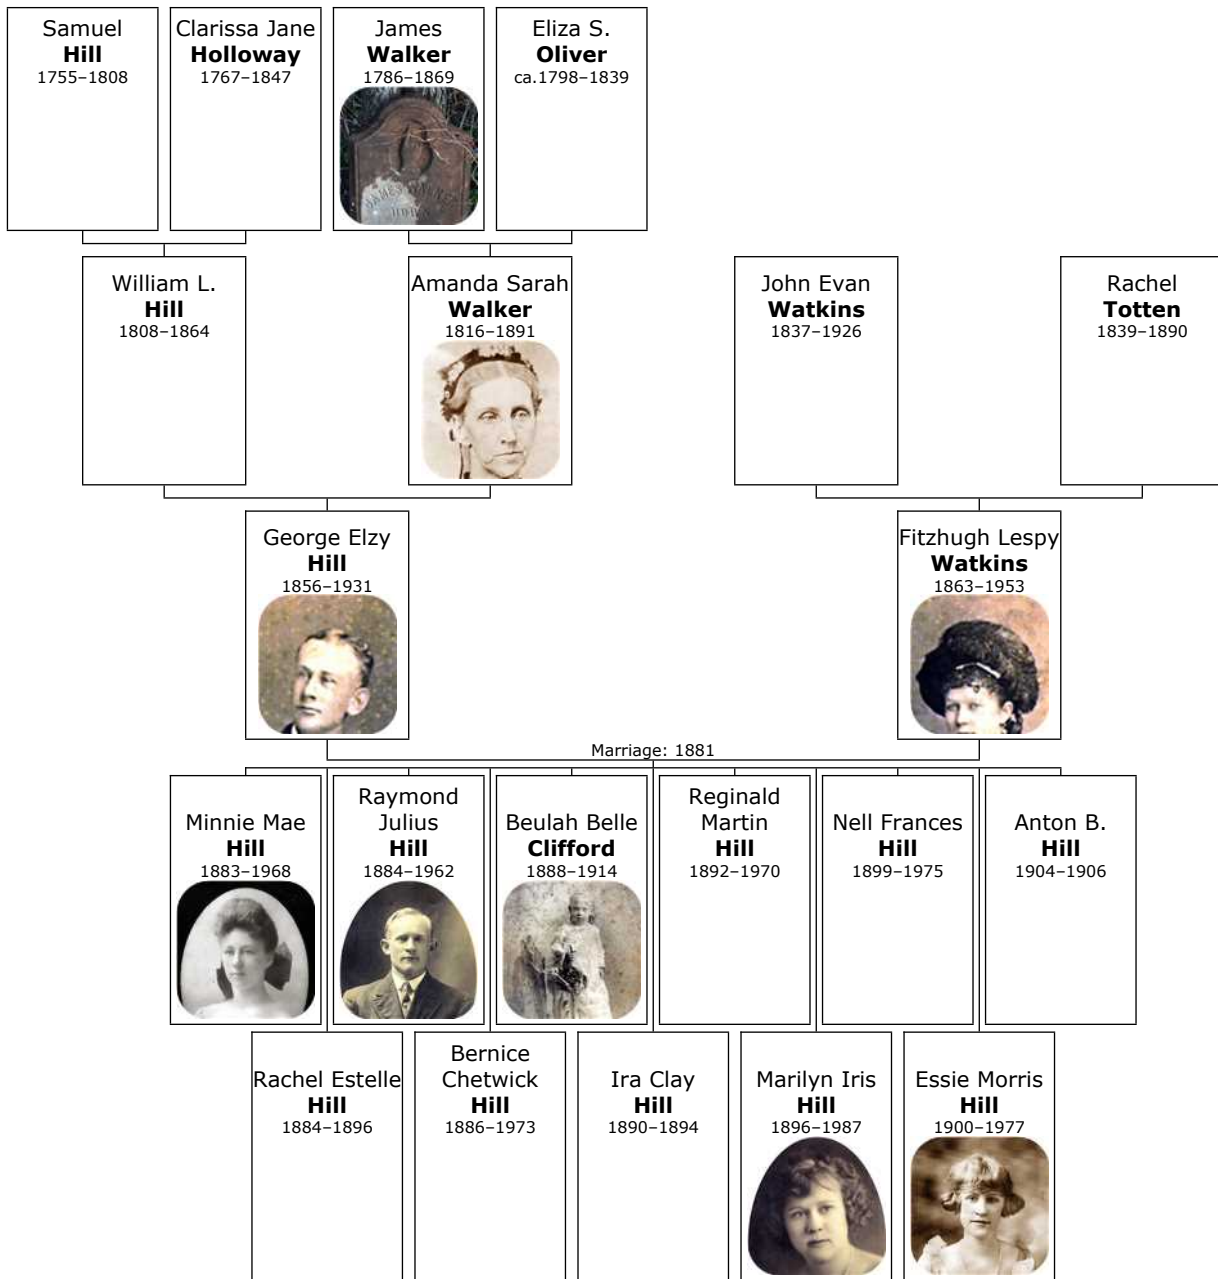 Samuel
Hill
1755–1808
Clarissa Jane
Holloway
1767–1847
James
Walker
1786–1869
JAMES WALKER
BORN
Eliza S.
Oliver
ca.1798–1839
William L.
Hill
1808–1864
Amanda Sarah
Walker
1816–1891
John Evan
Watkins
1837–1926
Rachel
Totten
1839–1890
George Elzy
Hill
1856–1931
Fitzhugh Lespy
Watkins
1863–1953
Marriage: 1881
Minnie Mae
Hill
1883–1968
Raymond
Julius
Hill
1884–1962
Beulah Belle
Clifford
1888–1914
Reginald
Martin
Hill
1892–1970
Nell Frances
Hill
1899–1975
Anton B.
Hill
1904–1906
Rachel Estelle
Hill
1884–1896
Bernice
Chetwick
Hill
1886–1973
Ira Clay
Hill
1890–1894
Marilyn Iris
Hill
1896–1987
Essie Morris
Hill
1900–1977